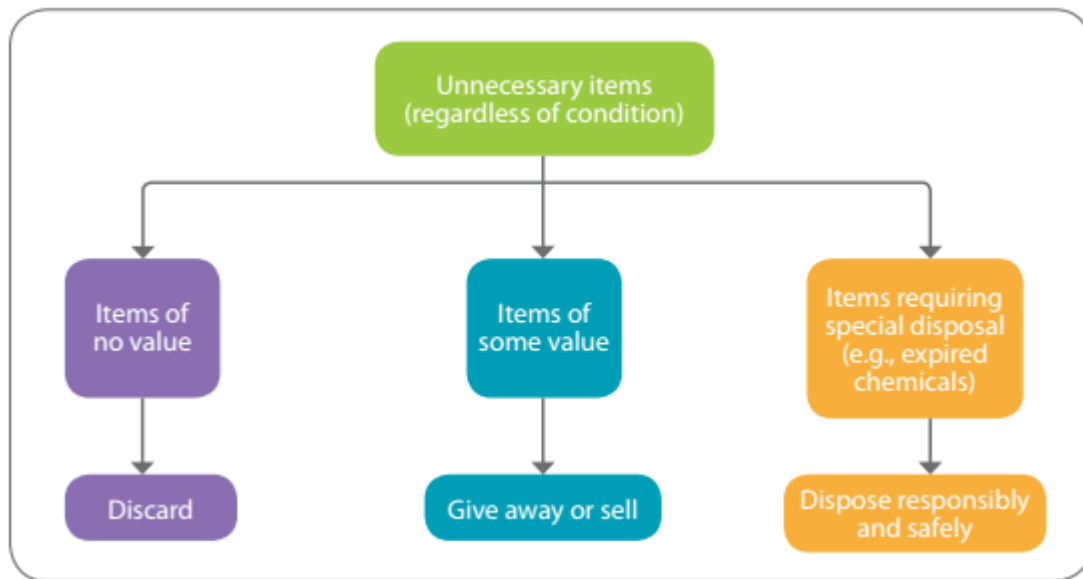 Unnecessary items
(regardless of condition)
Items of
no value
Items of
some value
Items requiring
special disposal
(e.g., expired
chemicals)
Discard
Give away or sell
Dispose responsibly
and safely